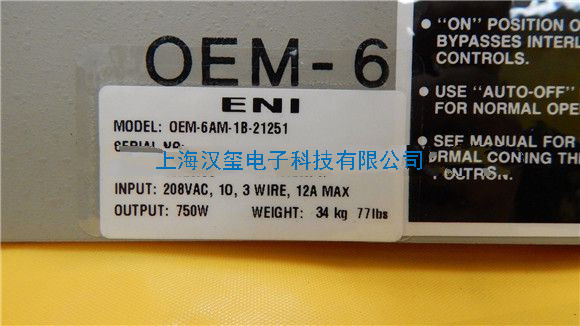 OEM-6
ENI
MODEL: OEM-6AM-1B-21251
SERIAL NO:
上海汉玺电子科技有限公司
INPUT: 208VAC, 1O, 3 WIRE, 12A MAX
OUTPUT: 750W WEIGHT: 34 kg 77lbs
● "ON" POSITION O
BYPASSES INTERL
CONTROLS.
● USE "AUTO-OFF"
FOR NORMAL OPE
● SEE MANUAL FOR